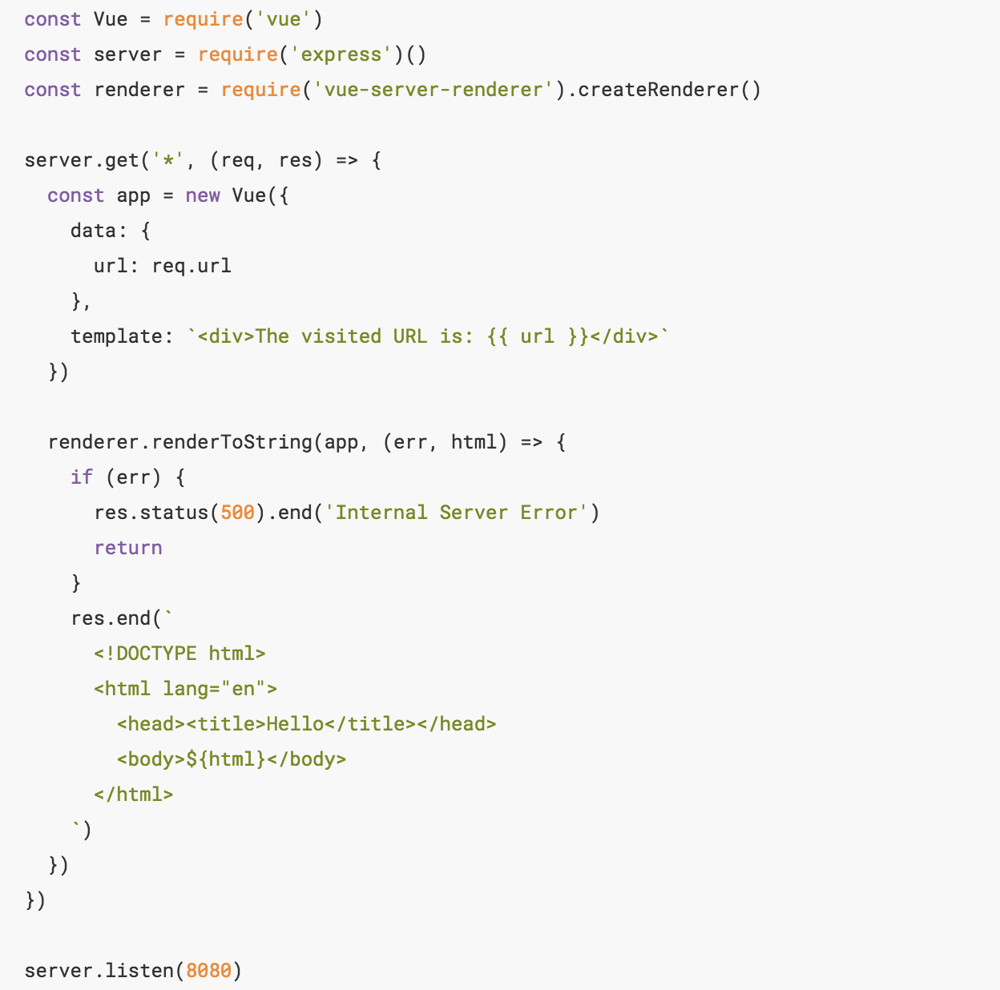 const Vue = require('vue')
const server = require('express')()
const renderer = require('vue-server-renderer').createRenderer()

server.get('*', (req, res) => {
  const app = new Vue({
    data: {
      url: req.url
    },
    template: `<div>The visited URL is: {{ url }}</div>`
  })

  renderer.renderToString(app, (err, html) => {
    if (err) {
      res.status(500).end('Internal Server Error')
      return
    }
    res.end(`
      <!DOCTYPE html>
      <html lang="en">
        <head><title>Hello</title></head>
        <body>${html}</body>
      </html>
    `)
  })
})

server.listen(8080)